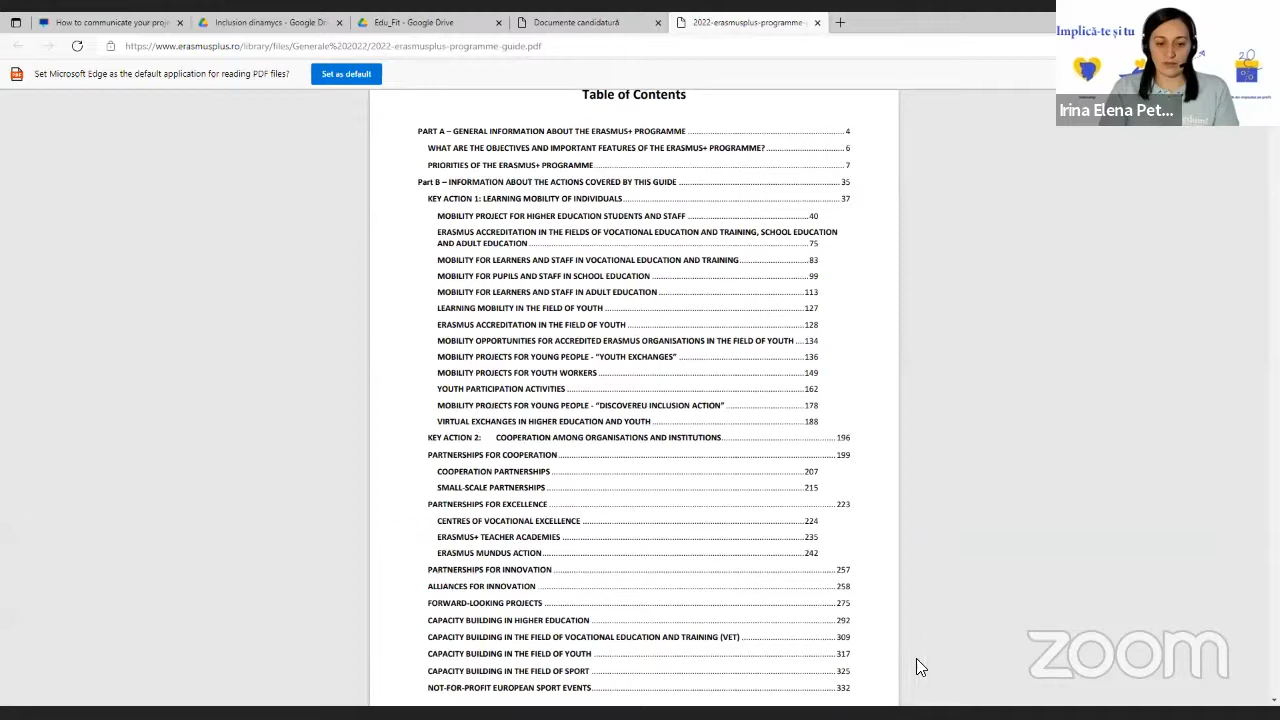 How to communicate your proje
Inclusion dinamycs - Google Dri
Edu_Fit - Google Drive
Documente candidatură
2022-erasmus-programme-
https://www.erasmusplus.ro/library/files/Generale%202022/2022-erasmusplus-programme-guide.pdf
Set Microsoft Edge as the default application for reading PDF files?
Set as default
Implică-te și tu
20
Irina Elena Pet...
Table of Contents
PART A – GENERAL INFORMATION ABOUT THE ERASMUS+ PROGRAMME 4
WHAT ARE THE OBJECTIVES AND IMPORTANT FEATURES OF THE ERASMUS+ PROGRAMME? 6
PRIORITIES OF THE ERASMUS+ PROGRAMME 7
Part B – INFORMATION ABOUT THE ACTIONS COVERED BY THIS GUIDE 35
KEY ACTION 1: LEARNING MOBILITY OF INDIVIDUALS 37
MOBILITY PROJECT FOR HIGHER EDUCATION STUDENTS AND STAFF 40
ERASMUS ACCREDITATION IN THE FIELDS OF VOCATIONAL EDUCATION AND TRAINING, SCHOOL EDUCATION
AND ADULT EDUCATION 75
MOBILITY FOR LEARNERS AND STAFF IN VOCATIONAL EDUCATION AND TRAINING 83
MOBILITY FOR PUPILS AND STAFF IN SCHOOL EDUCATION 99
MOBILITY FOR LEARNERS AND STAFF IN ADULT EDUCATION 113
LEARNING MOBILITY IN THE FIELD OF YOUTH 127
ERASMUS ACCREDITATION IN THE FIELD OF YOUTH 128
MOBILITY OPPORTUNITIES FOR ACCREDITED ERASMUS ORGANISATIONS IN THE FIELD OF YOUTH 134
MOBILITY PROJECTS FOR YOUNG PEOPLE - “YOUTH EXCHANGES” 136
MOBILITY PROJECTS FOR YOUTH WORKERS 149
YOUTH PARTICIPATION ACTIVITIES 162
MOBILITY PROJECTS FOR YOUNG PEOPLE - “DISCOVEREU INCLUSION ACTION” 178
VIRTUAL EXCHANGES IN HIGHER EDUCATION AND YOUTH 188
KEY ACTION 2: COOPERATION AMONG ORGANISATIONS AND INSTITUTIONS 196
PARTNERSHIPS FOR COOPERATION 199
COOPERATION PARTNERSHIPS 207
SMALL-SCALE PARTNERSHIPS 215
PARTNERSHIPS FOR EXCELLENCE 223
CENTRES OF VOCATIONAL EXCELLENCE 224
ERASMUS+ TEACHER ACADEMIES 235
ERASMUS MUNDUS ACTION 242
PARTNERSHIPS FOR INNOVATION 257
ALLIANCES FOR INNOVATION 258
FORWARD-LOOKING PROJECTS 275
CAPACITY BUILDING IN HIGHER EDUCATION 292
CAPACITY BUILDING IN THE FIELD OF VOCATIONAL EDUCATION AND TRAINING (VET) 309
CAPACITY BUILDING IN THE FIELD OF YOUTH 317
CAPACITY BUILDING IN THE FIELD OF SPORT 325
NOT-FOR-PROFIT EUROPEAN SPORT EVENTS 332
zoom